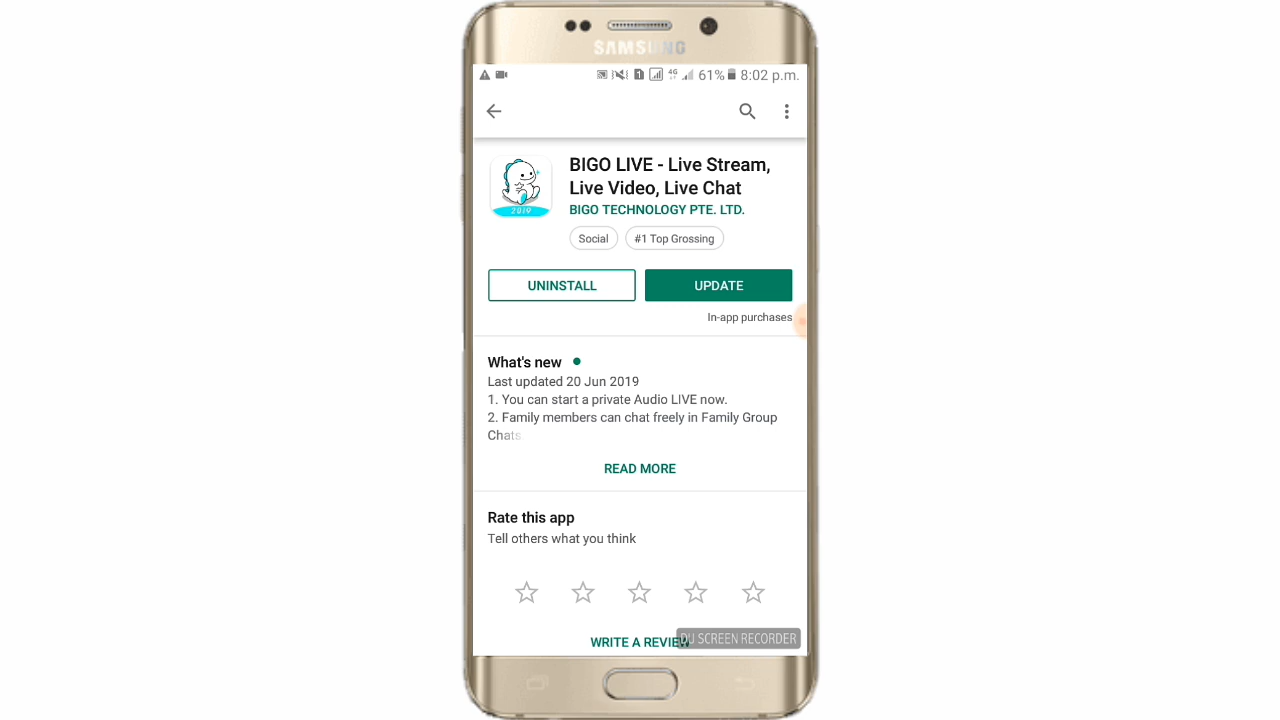 SAMSUNG
4G 61% 8:02 p.m.
BIGO LIVE - Live Stream,
Live Video, Live Chat
2019
BIGO TECHNOLOGY PTE. LTD.
Social #1 Top Grossing
UNINSTALL UPDATE
In-app purchases
What's new
Last updated 20 Jun 2019
1. You can start a private Audio LIVE now.
2. Family members can chat freely in Family Group
Chats
READ MORE
Rate this app
Tell others what you think
WRITE A REVIEW
DU SCREEN RECORDER